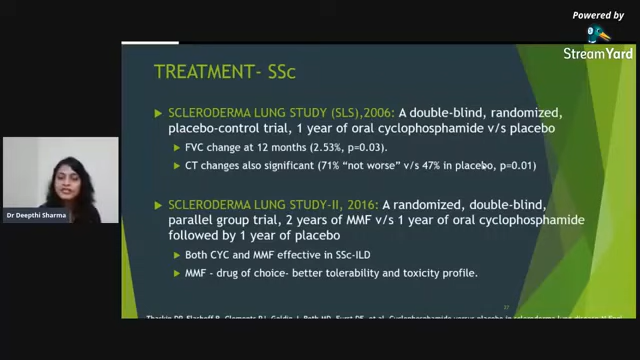 Powered by
StreamYard
TREATMENT- SSc
SCLERODERMA LUNG STUDY (SLS),2006: A double-blind, randomized,
placebo-control trial, 1 year of oral cyclophosphamide v/s placebo
FVC change at 12 months (2.53%, p=0.03).
CT changes also significant (71% "not worse" v/s 47% in placebo, p=0.01)
SCLERODERMA LUNG STUDY-II, 2016: A randomized, double-blind,
parallel group trial, 2 years of MMF v/s 1 year of oral cyclophosphamide
followed by 1 year of placebo
Both CYC and MMF effective in SSc-ILD
MMF - drug of choice- better tolerability and toxicity profile.
Dr Deepthi Sharma
37